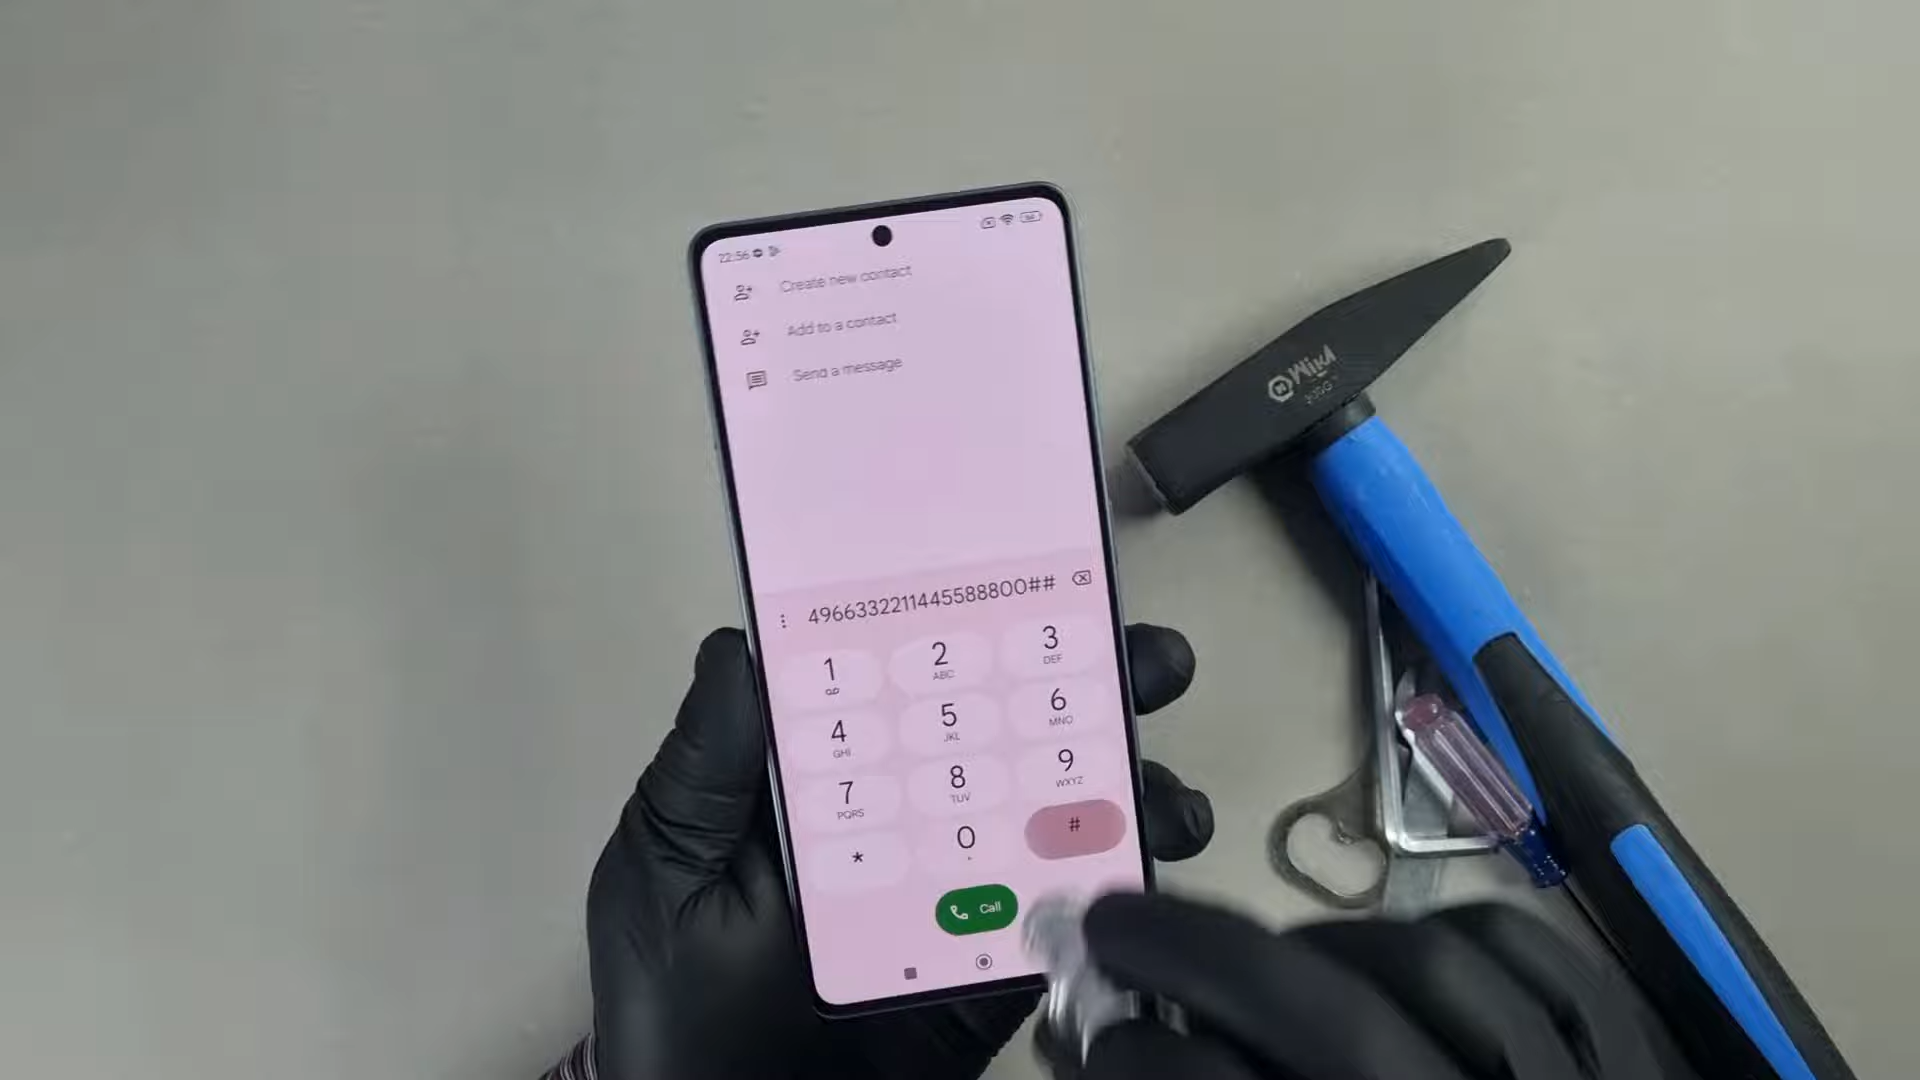 22:56
Create new contact
Add to a contact
Send a message
4966332211445588800##
1
2
ABC
3
DEF
4
GHI
5
JKL
6
MNO
7
PQRS
8
TUV
9
WXYZ
*
0
#
Call
Mika